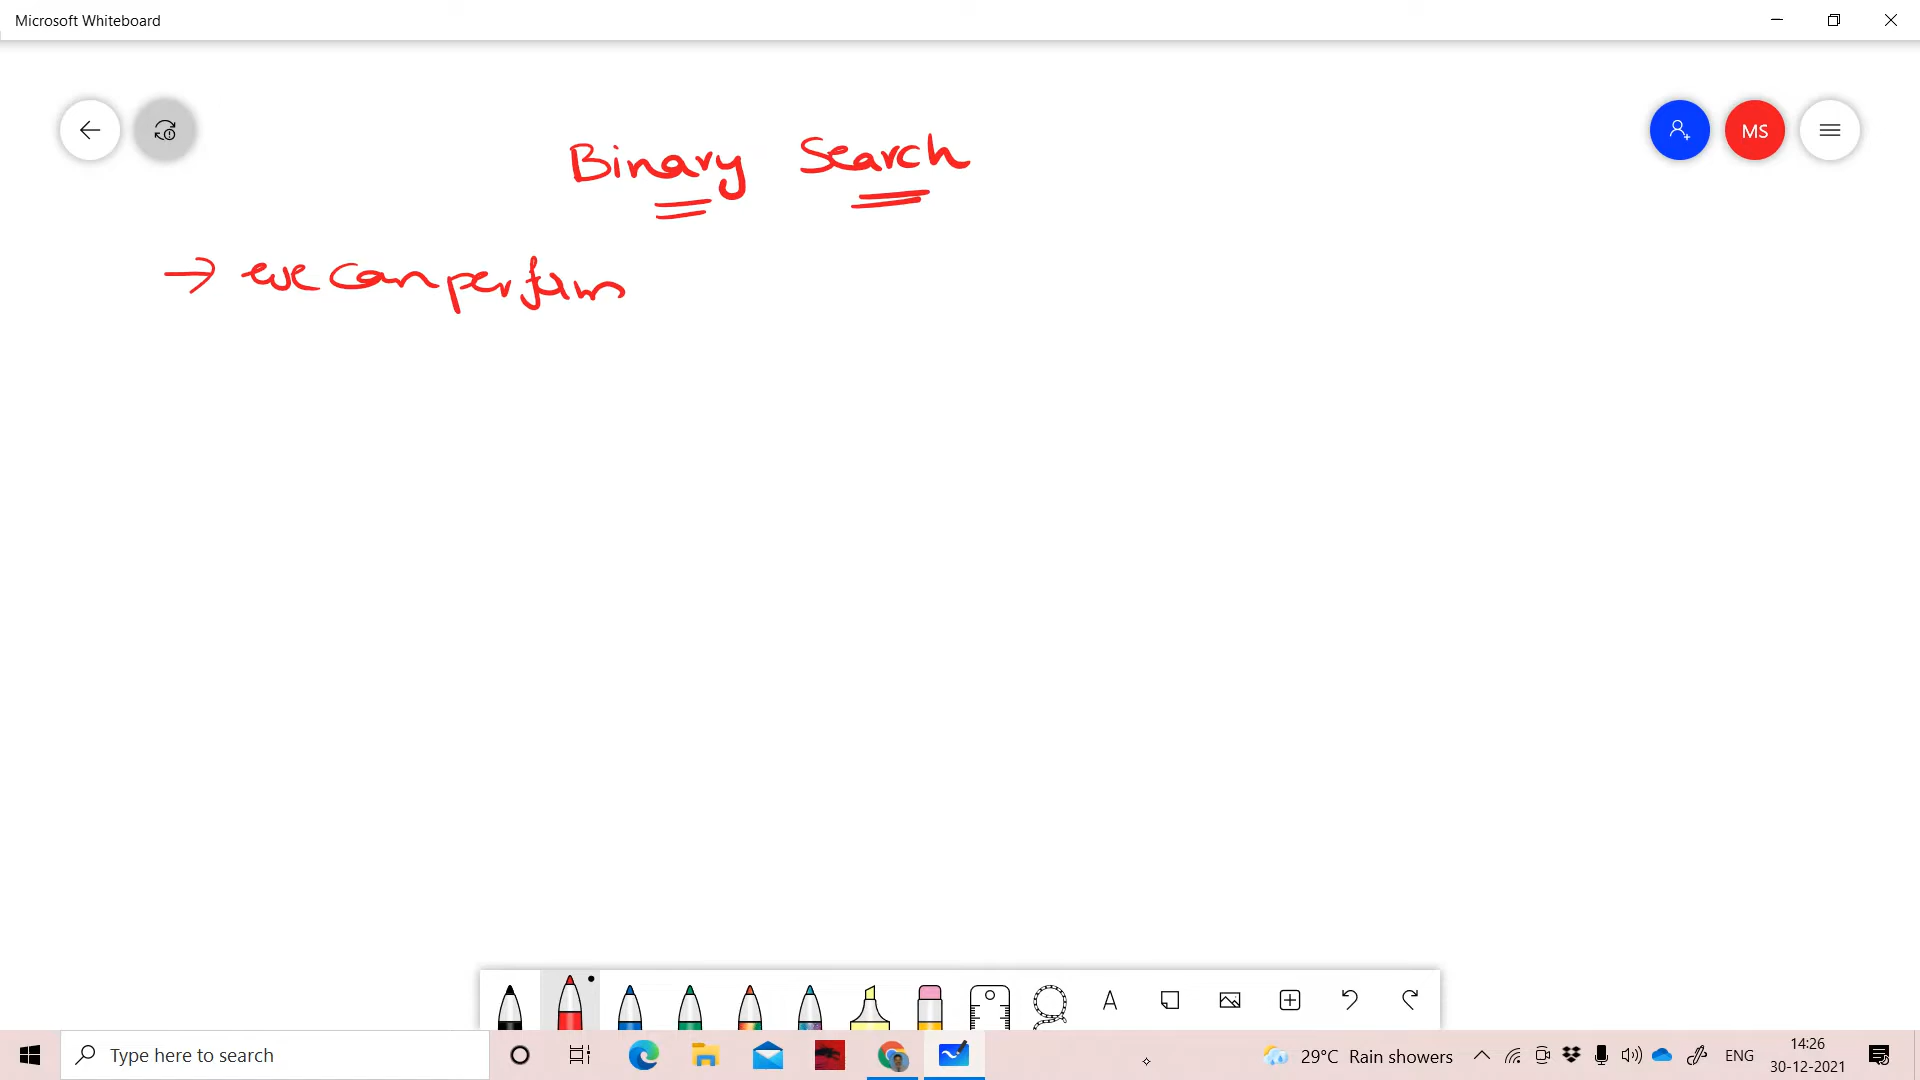 Microsoft Whiteboard
MS
Binary Search
→ we can perform
A
Type here to search
29°C Rain showers
ENG
14:26
30-12-2021